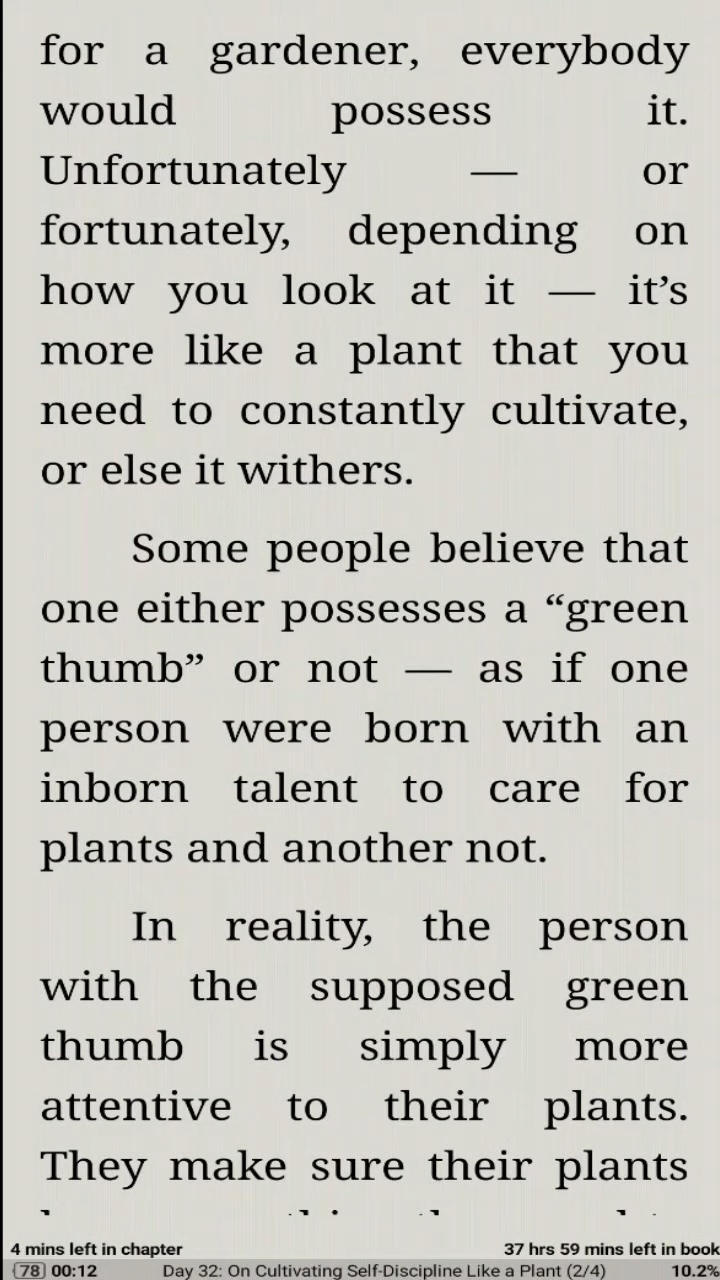 for a gardener, everybody
would possess it.
Unfortunately — or
fortunately, depending on
how you look at it — it’s
more like a plant that you
need to constantly cultivate,
or else it withers.
Some people believe that
one either possesses a “green
thumb” or not — as if one
person were born with an
inborn talent to care for
plants and another not.
In reality, the person
with the supposed green
thumb is simply more
attentive to their plants.
They make sure their plants
4 mins left in chapter
37 hrs 59 mins left in book
78 00:12 Day 32: On Cultivating Self-Discipline Like a Plant (2/4) 10.2%